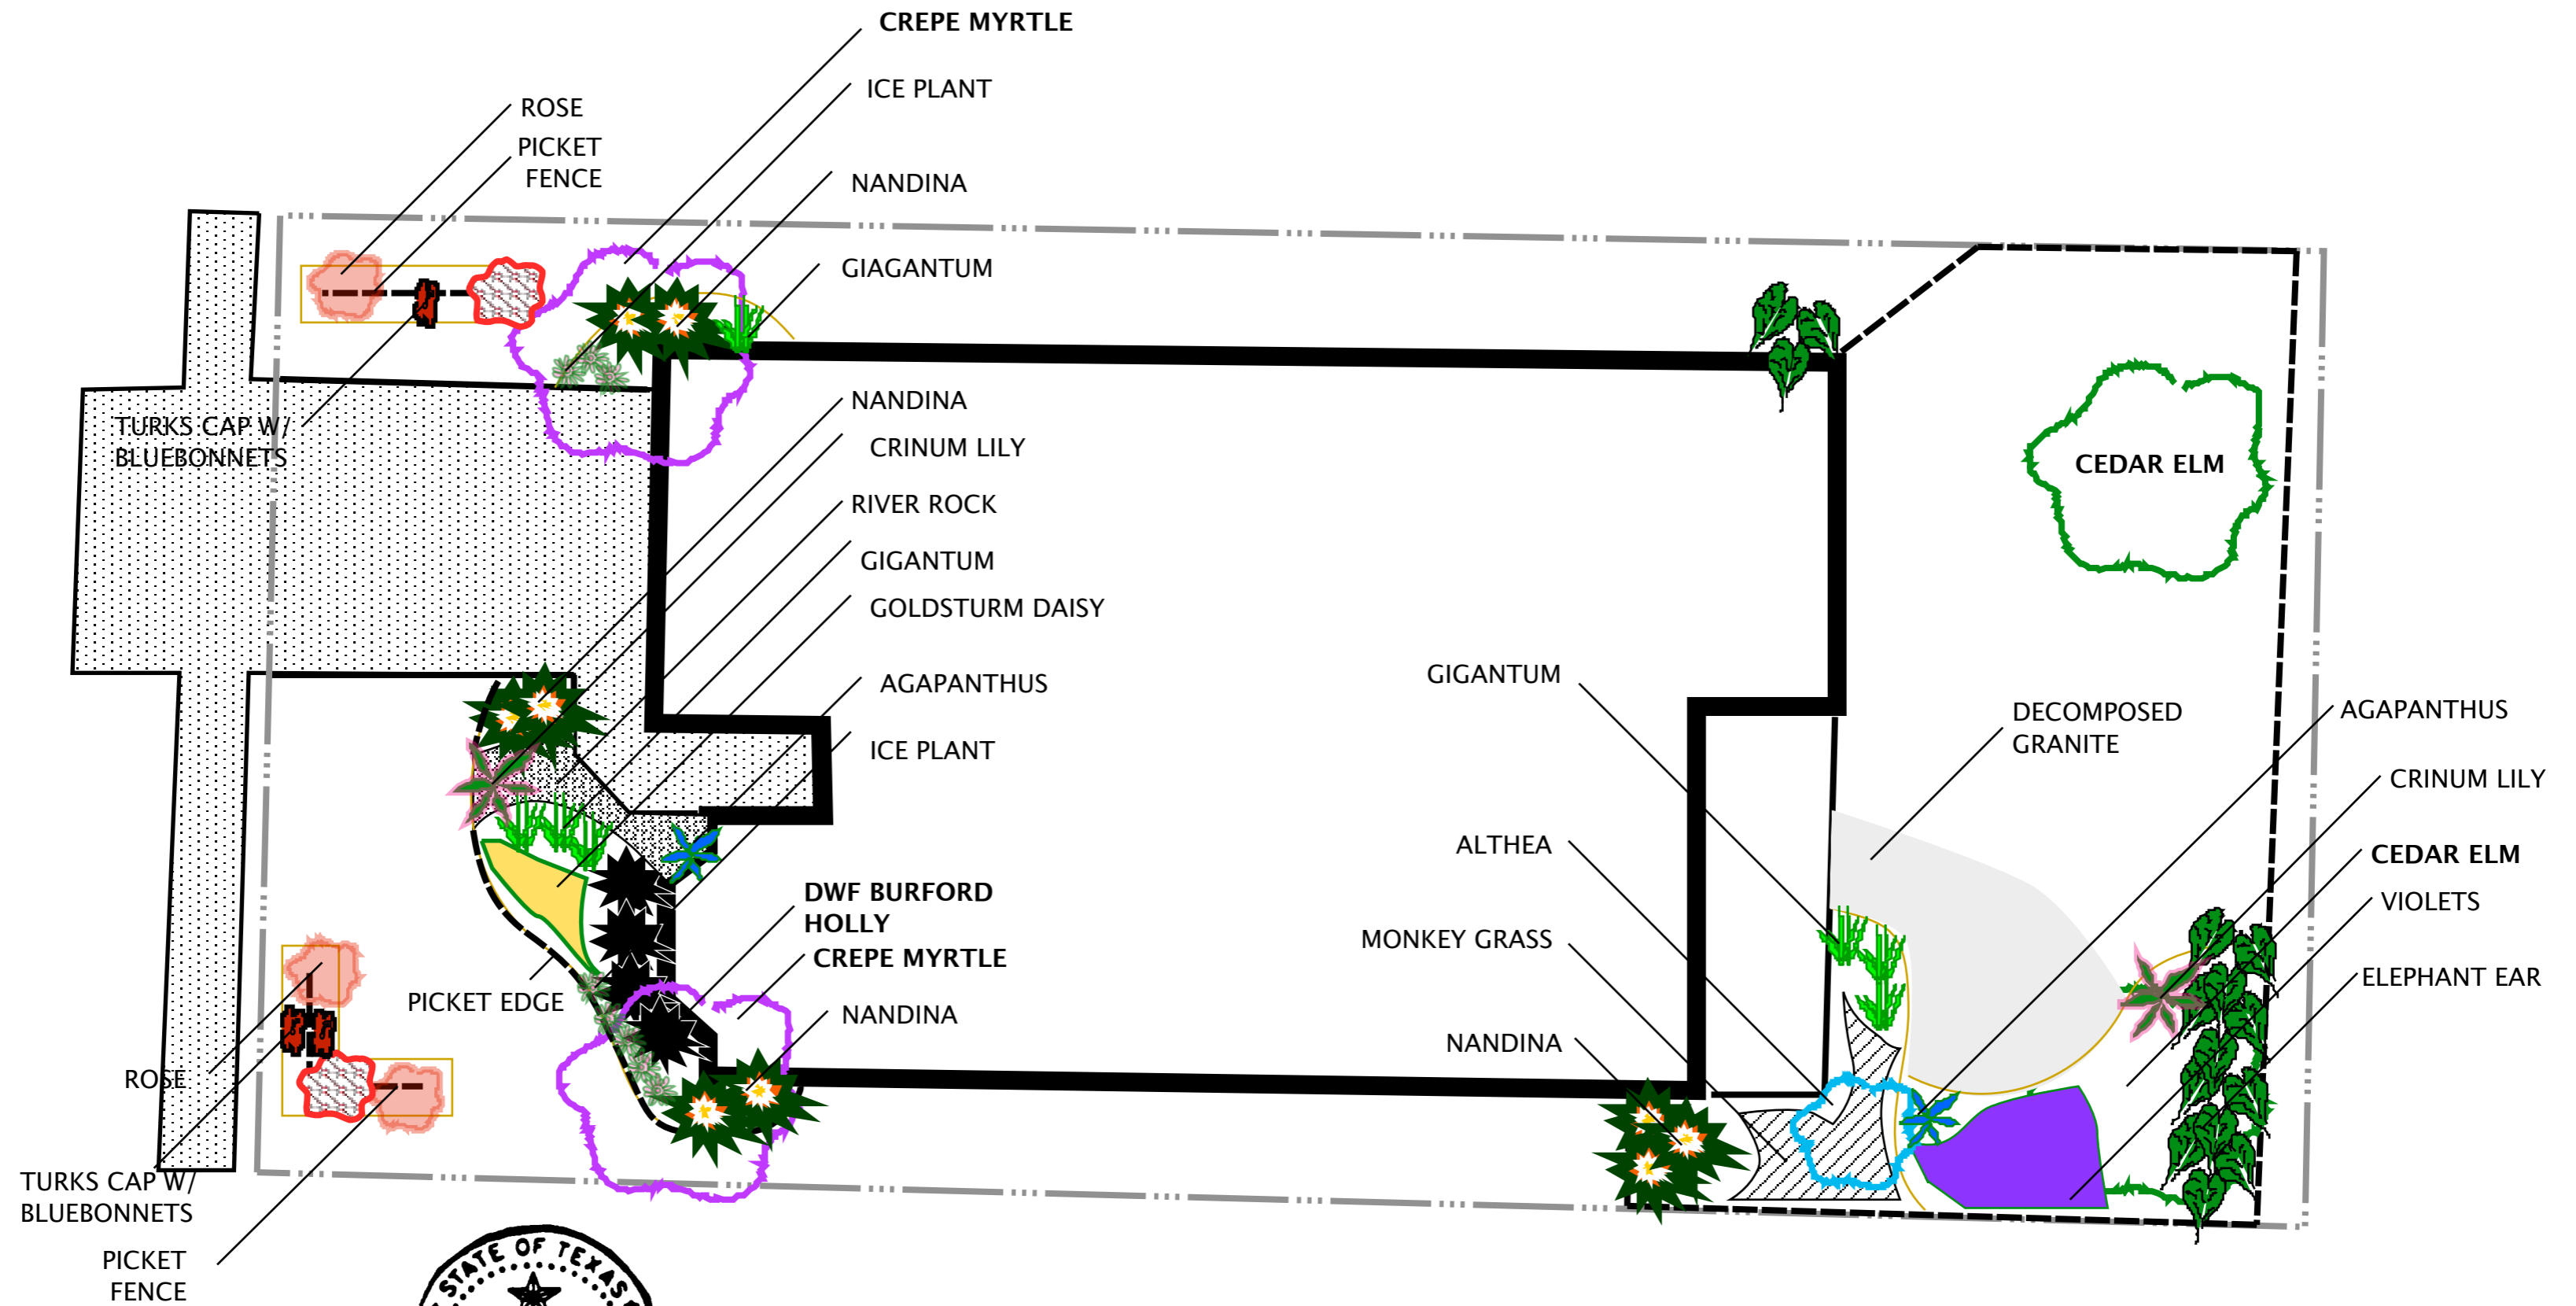 CREPE MYRTLE
ICE PLANT
ROSE
PICKET
FENCE
NANDINA
GIAGANTUM
TURKS CAP W/
BLUEBONNETS
NANDINA
CRINUM LILY
RIVER ROCK
GIGANTUM
GOLDSTURM DAISY
AGAPANTHUS
ICE PLANT
DWF BURFORD
HOLLY
CREPE MYRTLE
NANDINA
PICKET EDGE
ROSE
TURKS CAP W/
BLUEBONNETS
PICKET
FENCE
STATE OF TEXAS
CEDAR ELM
GIGANTUM
ALTHEA
MONKEY GRASS
NANDINA
DECOMPOSED
GRANITE
AGAPANTHUS
CRINUM LILY
CEDAR ELM
VIOLETS
ELEPHANT EAR